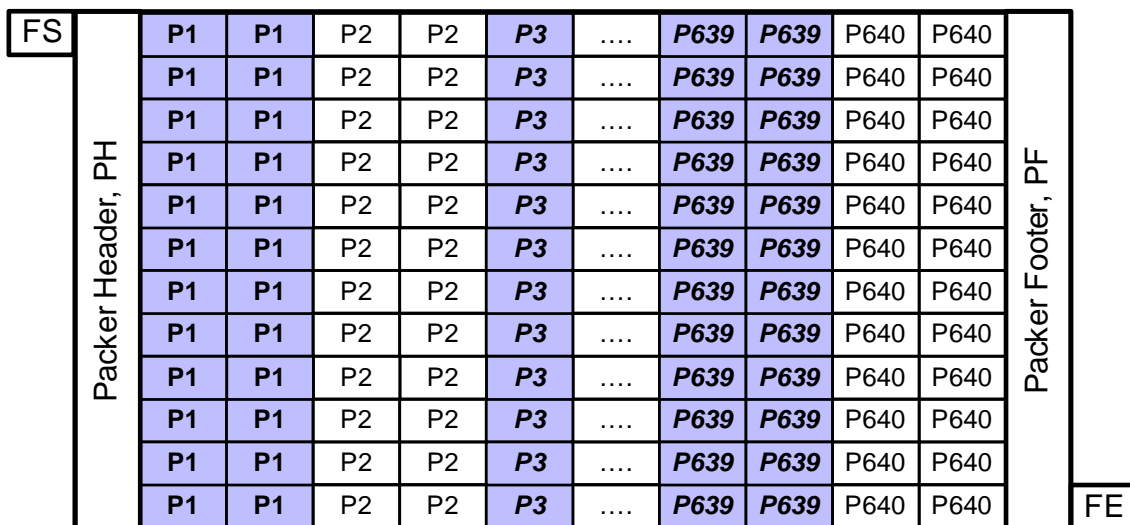 FS P1 P1 P2 P2 P3 .... P639 P639 P640 P640
P1 P1 P2 P2 P3 .... P639 P639 P640 P640
P1 P1 P2 P2 P3 .... P639 P639 P640 P640
P1 P1 P2 P2 P3 .... P639 P639 P640 P640
P1 P1 P2 P2 P3 .... P639 P639 P640 P640
P1 P1 P2 P2 P3 .... P639 P639 P640 P640
P1 P1 P2 P2 P3 .... P639 P639 P640 P640
P1 P1 P2 P2 P3 .... P639 P639 P640 P640
P1 P1 P2 P2 P3 .... P639 P639 P640 P640
P1 P1 P2 P2 P3 .... P639 P639 P640 P640
P1 P1 P2 P2 P3 .... P639 P639 P640 P640
P1 P1 P2 P2 P3 .... P639 P639 P640 P640 FE
Packer Header, PH
Packer Footer, PF